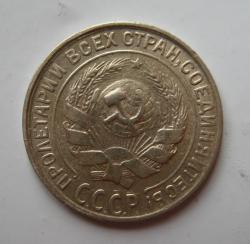 ПРОЛЕТАРИИ ВСЕХ СТРАН, СОЕДИНЯЙТЕСЬ!
СССР